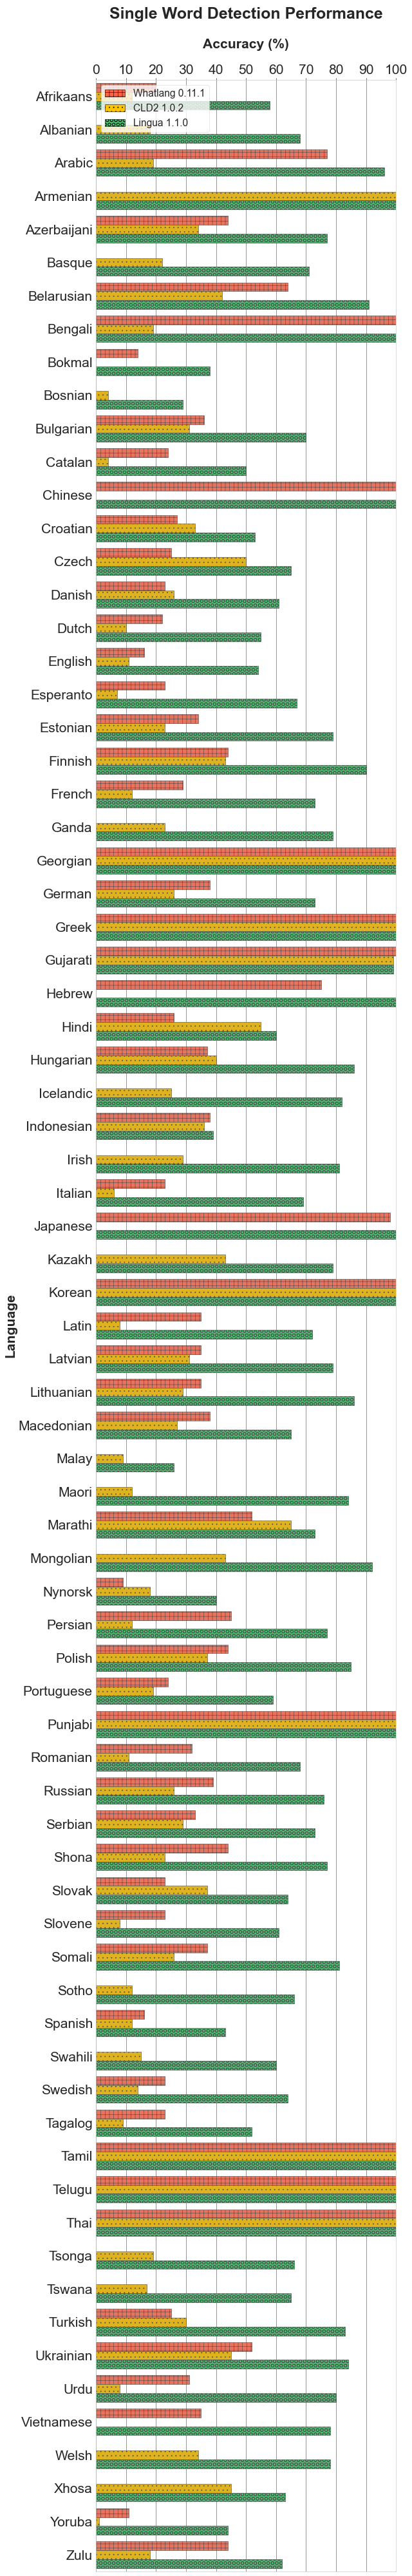 Single Word Detection Performance
Accuracy (%)
0 10 20 30 40 50 60 70 80 90 100
Whatlang 0.11.1
CLD2 1.0.2
Lingua 1.1.0
Afrikaans
Albanian
Arabic
Armenian
Azerbaijani
Basque
Belarusian
Bengali
Bokmal
Bosnian
Bulgarian
Catalan
Chinese
Croatian
Czech
Danish
Dutch
English
Esperanto
Estonian
Finnish
French
Ganda
Georgian
German
Greek
Gujarati
Hebrew
Hindi
Hungarian
Icelandic
Indonesian
Irish
Italian
Japanese
Kazakh
Korean
Latin
Latvian
Lithuanian
Macedonian
Malay
Maori
Marathi
Mongolian
Nynorsk
Persian
Polish
Portuguese
Punjabi
Romanian
Russian
Serbian
Shona
Slovak
Slovene
Somali
Sotho
Spanish
Swahili
Swedish
Tagalog
Tamil
Telugu
Thai
Tsonga
Tswana
Turkish
Ukrainian
Urdu
Vietnamese
Welsh
Xhosa
Yoruba
Zulu
Language